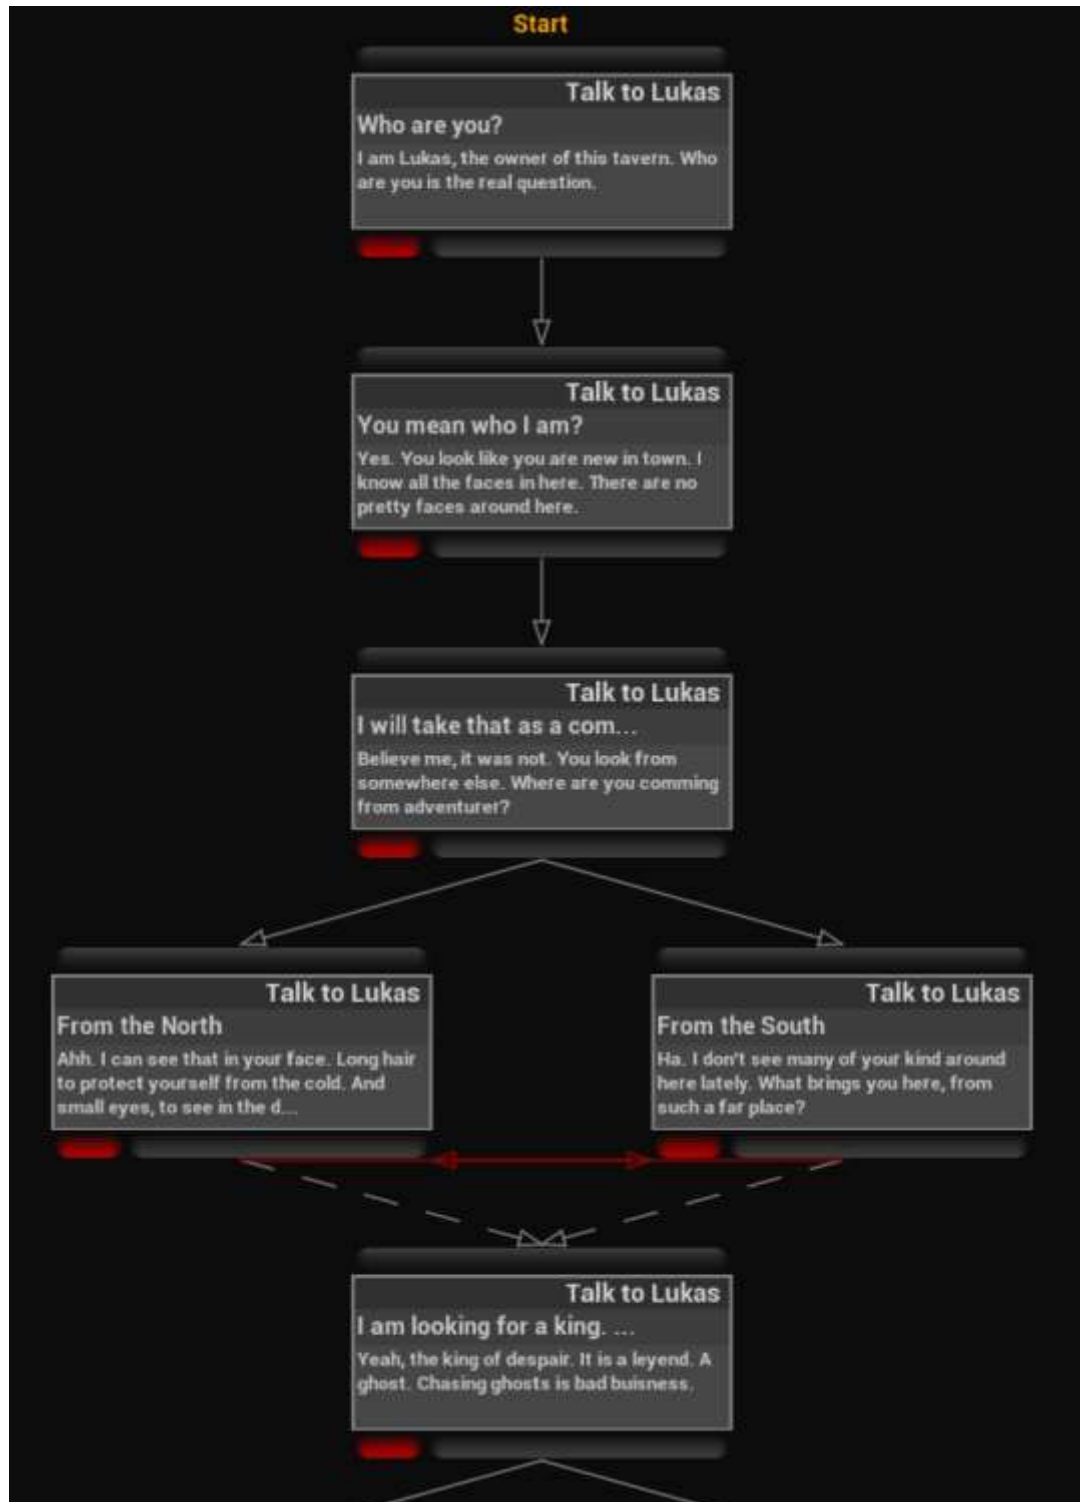 Start
Talk to Lukas
Who are you?
I am Lukas, the owner of this tavern. Who
are you is the real question.
Talk to Lukas
You mean who I am?
Yes. You look like you are new in town. I
know all the faces in here. There are no
pretty faces around here.
Talk to Lukas
I will take that as a com...
Believe me, it was not. You look from
somewhere else. Where are you comming
from adventurer?
Talk to Lukas
From the North
Ahh. I can see that in your face. Long hair
to protect yourself from the cold. And
small eyes, to see in the d...
Talk to Lukas
From the South
Ha. I don't see many of your kind around
here lately. What brings you here, from
such a far place?
Talk to Lukas
I am looking for a king. ...
Yeah, the king of despair. It is a leyend. A
ghost. Chasing ghosts is bad buisness.